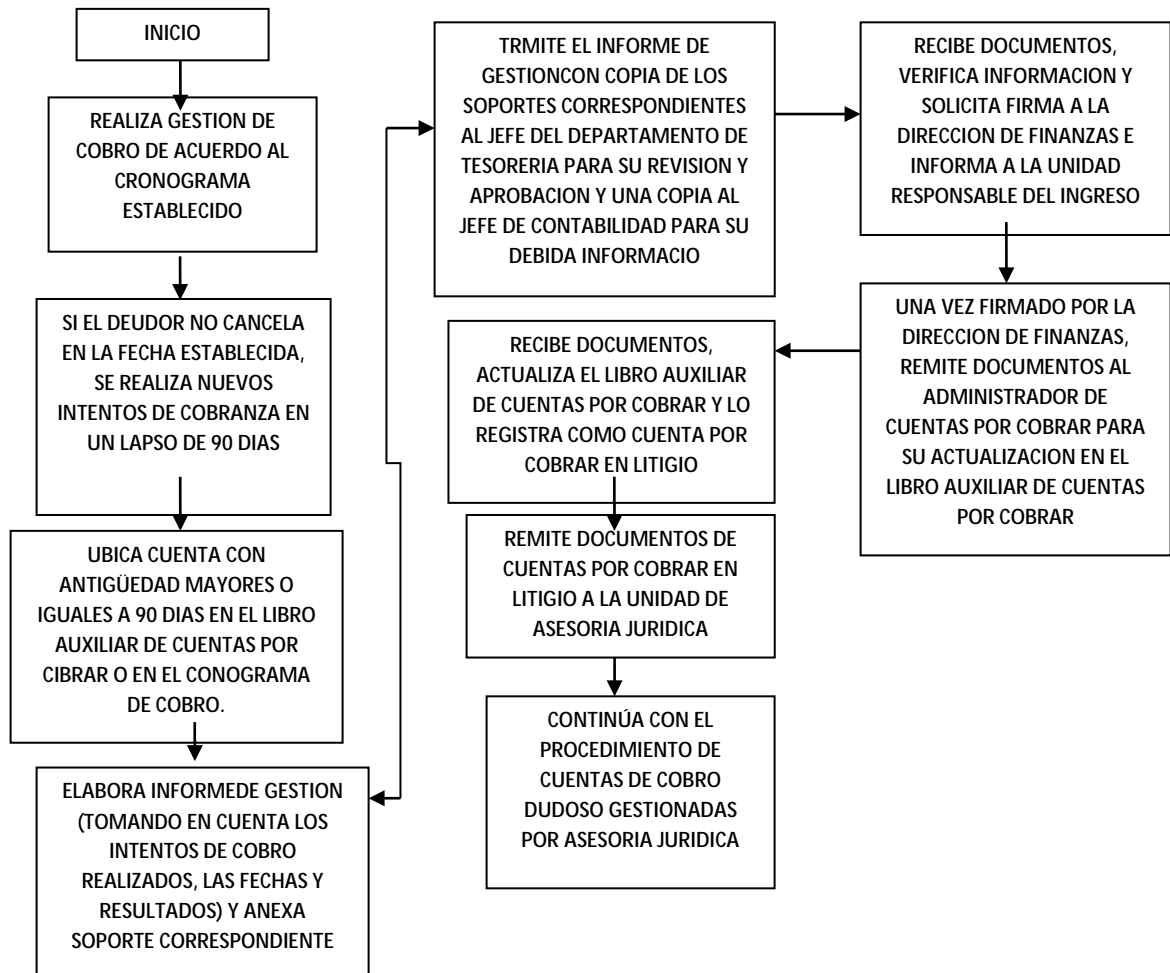 INICIO
REALIZA GESTION DE
COBRO DE ACUERDO AL
CRONOGRAMA
ESTABLECIDO
SI EL DEUDOR NO CANCELA
EN LA FECHA ESTABLECIDA,
SE REALIZA NUEVOS
INTENTOS DE COBRANZA EN
UN LAPSO DE 90 DIAS
UBICA CUENTA CON
ANTIGÜEDAD MAYORES O
IGUALES A 90 DIAS EN EL LIBRO
AUXILIAR DE CUENTAS POR
CIBRAR O EN EL CONOGRAMA
DE COBRO.
ELABORA INFORMEDE GESTION
(TOMANDO EN CUENTA LOS
INTENTOS DE COBRO
REALIZADOS, LAS FECHAS Y
RESULTADOS) Y ANEXA
SOPORTE CORRESPONDIENTE
TRMITE EL INFORME DE
GESTIONCON COPIA DE LOS
SOPORTES CORRESPONDIENTES
AL JEFE DEL DEPARTAMENTO DE
TESORERIA PARA SU REVISION Y
APROBACION Y UNA COPIA AL
JEFE DE CONTABILIDAD PARA SU
DEBIDA INFORMACIO
RECIBE DOCUMENTOS,
VERIFICA INFORMACION Y
SOLICITA FIRMA A LA
DIRECCION DE FINANZAS E
INFORMA A LA UNIDAD
RESPONSABLE DEL INGRESO
UNA VEZ FIRMADO POR LA
DIRECCION DE FINANZAS,
REMITE DOCUMENTOS AL
ADMINISTRADOR DE
CUENTAS POR COBRAR PARA
SU ACTUALIZACION EN EL
LIBRO AUXILIAR DE CUENTAS
POR COBRAR
RECIBE DOCUMENTOS,
ACTUALIZA EL LIBRO AUXILIAR
DE CUENTAS POR COBRAR Y LO
REGISTRA COMO CUENTA POR
COBRAR EN LITIGIO
REMITE DOCUMENTOS DE
CUENTAS POR COBRAR EN
LITIGIO A LA UNIDAD DE
ASESORIA JURIDICA
CONTINÚA CON EL
PROCEDIMIENTO DE
CUENTAS DE COBRO
DUDOSO GESTIONADAS
POR ASESORIA JURIDICA